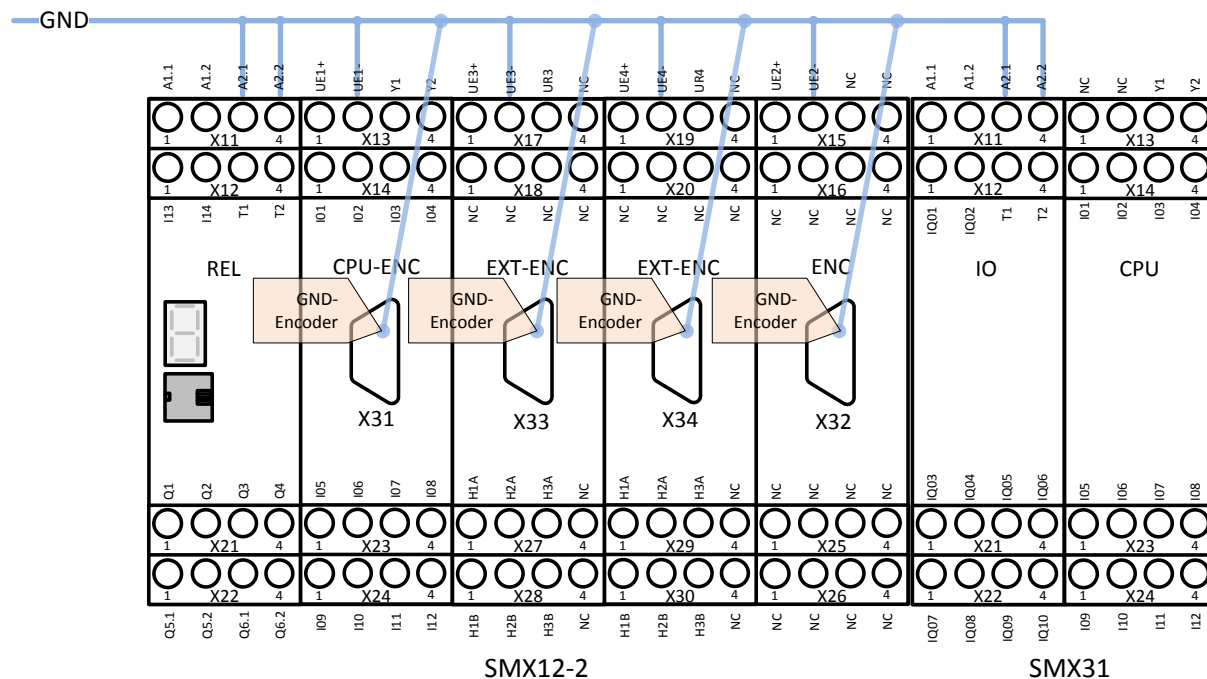 GND
A1.1 A1.2 A2.1 A2.2 UE1+ UE1- Y1 Y2 UE3+ UE3- UR3 NC UE4+ UE4- UR4 NC UE2+ UE2- NC NC A1.1 A1.2 A2.1 A2.2 NC NC Y1 Y2
1 X11 4 1 X13 4 1 X17 4 1 X19 4 1 X15 4 1 X11 4 1 X13 4
1 X12 4 1 X14 4 1 X18 4 1 X20 4 1 X16 4 1 X12 4 1 X14 4
I13 I14 T1 T2 I01 I02 I03 I04 NC NC NC NC NC NC NC NC NC NC NC NC IQ01 IQ02 T1 T2 I01 I02 I03 I04
REL CPU-ENC EXT-ENC EXT-ENC ENC IO CPU
GND- GND- GND- GND-
Encoder Encoder Encoder Encoder
X31 X33 X34 X32
Q1 Q2 Q3 Q4 I05 I06 I07 I08 H1A H2A H3A NC H1A H2A H3A NC NC NC NC NC IQ03 IQ04 IQ05 IQ06 I05 I06 I07 I08
1 X21 4 1 X23 4 1 X27 4 1 X29 4 1 X25 4 1 X21 4 1 X23 4
1 X22 4 1 X24 4 1 X28 4 1 X30 4 1 X26 4 1 X22 4 1 X24 4
Q5.1 Q5.2 Q6.1 Q6.2 I09 I10 I11 I12 H1B H2B H3B NC H1B H2B H3B NC NC NC NC NC IQ07 IQ08 IQ09 IQ10 I09 I10 I11 I12
SMX12-2 SMX31